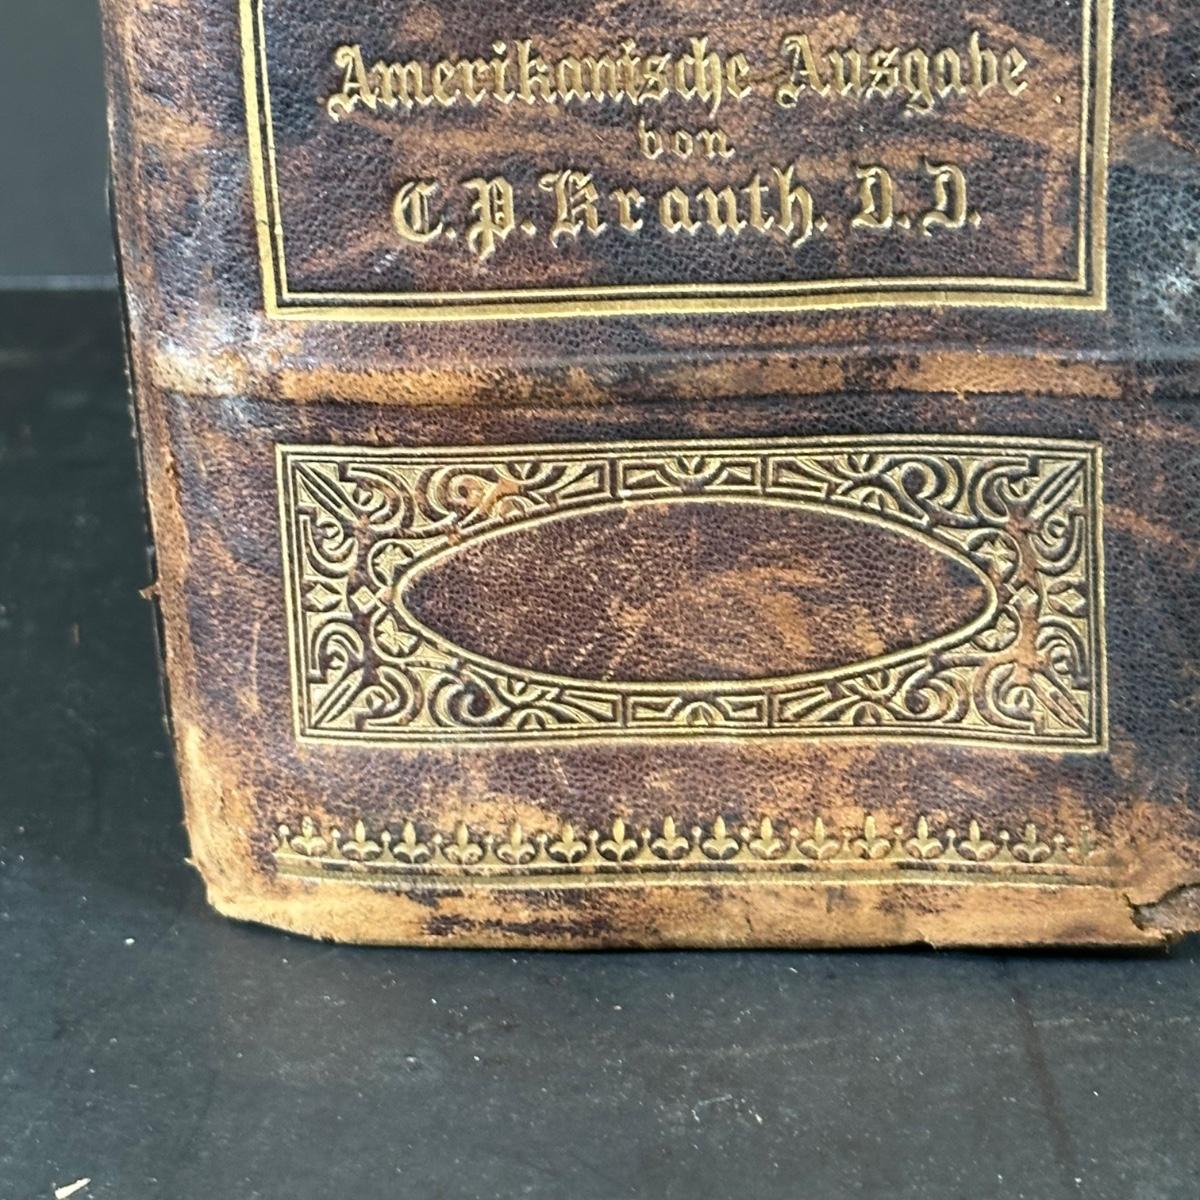 Amerikanische Ausgabe
von
C. P. Krauth. D. D.